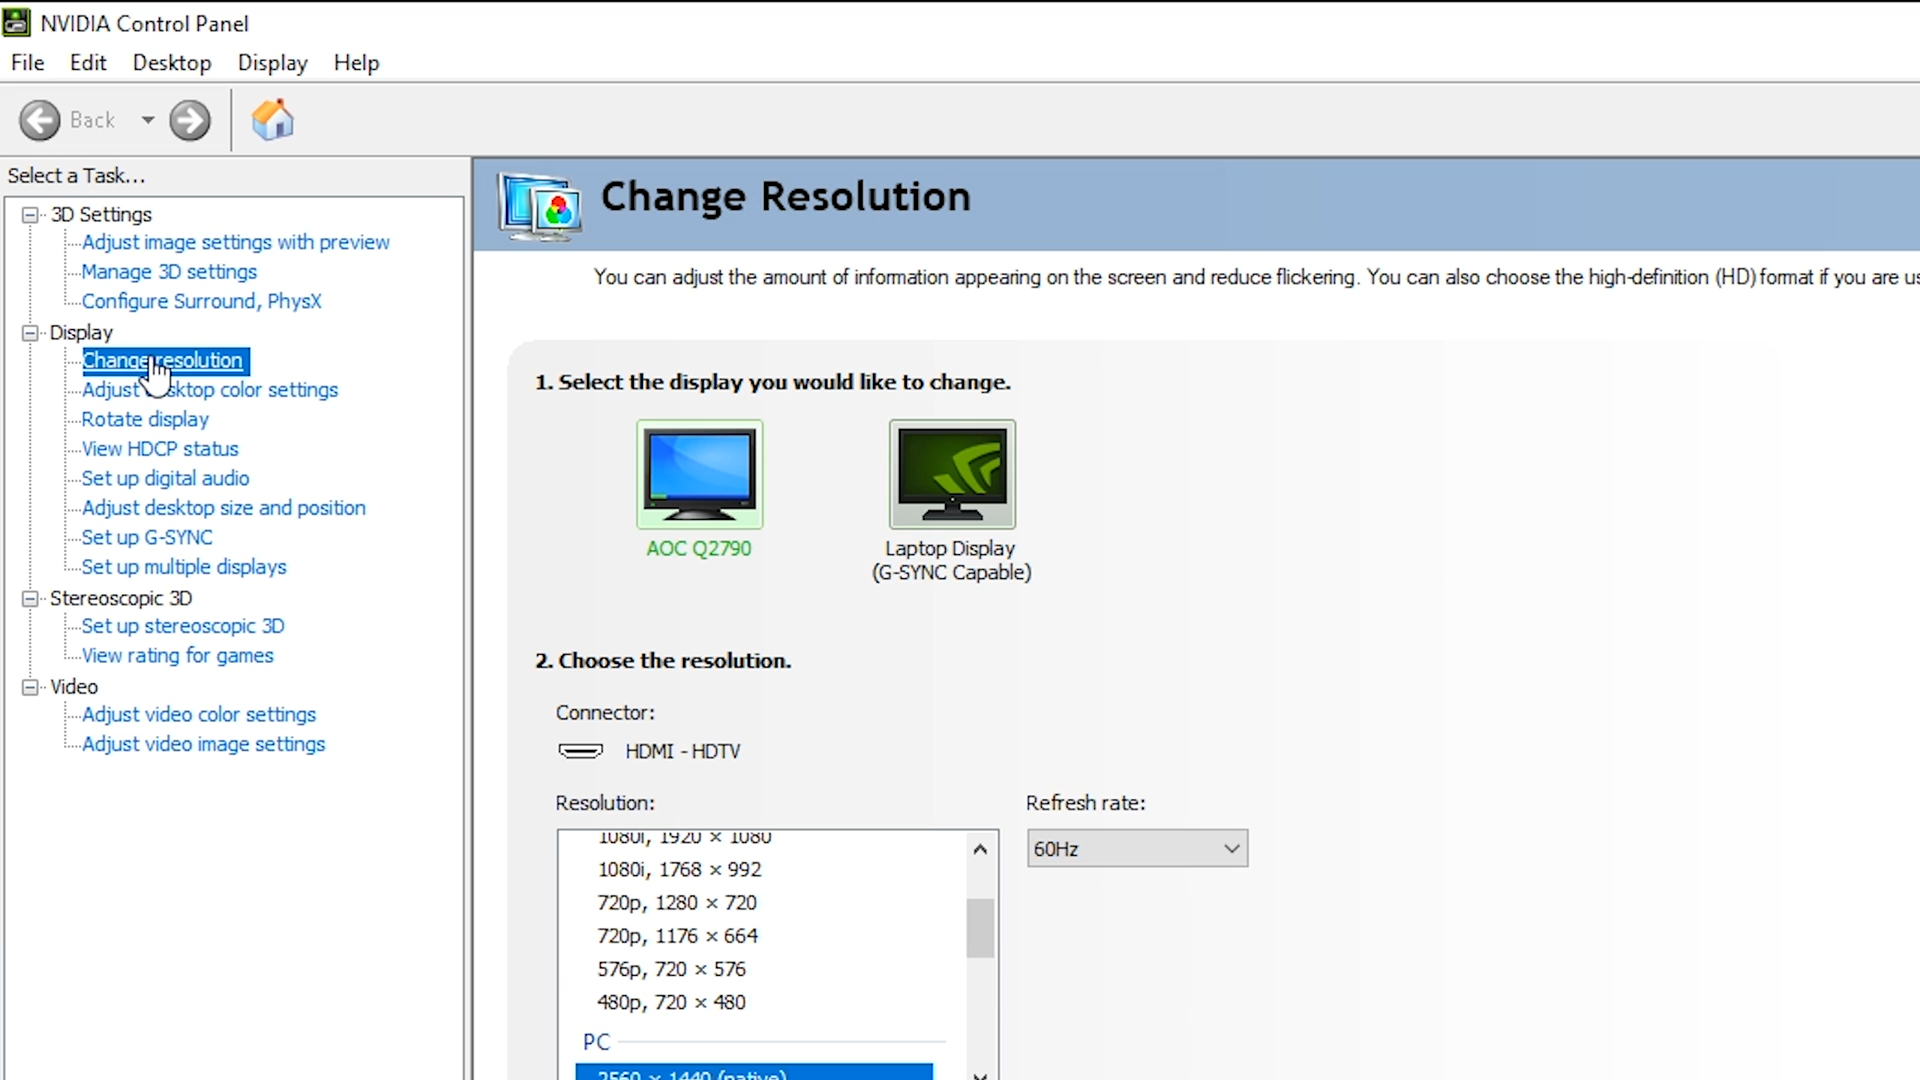 NVIDIA Control Panel
File Edit Desktop Display Help
Back
Select a Task...
3D Settings
Adjust image settings with preview
Manage 3D settings
Configure Surround, PhysX
Display
Change resolution
Adjust desktop color settings
Rotate display
View HDCP status
Set up digital audio
Adjust desktop size and position
Set up G-SYNC
Set up multiple displays
Stereoscopic 3D
Set up stereoscopic 3D
View rating for games
Video
Adjust video color settings
Adjust video image settings
Change Resolution
You can adjust the amount of information appearing on the screen and reduce flickering. You can also choose the high-definition (HD) format if you are us
1. Select the display you would like to change.
AOC Q2790
Laptop Display
(G-SYNC Capable)
2. Choose the resolution.
Connector:
HDMI - HDTV
Resolution:
1080i, 1920 × 1080
1080i, 1768 × 992
720p, 1280 × 720
720p, 1176 × 664
576p, 720 × 576
480p, 720 × 480
PC
2560 × 1440 (native)
Refresh rate:
60Hz